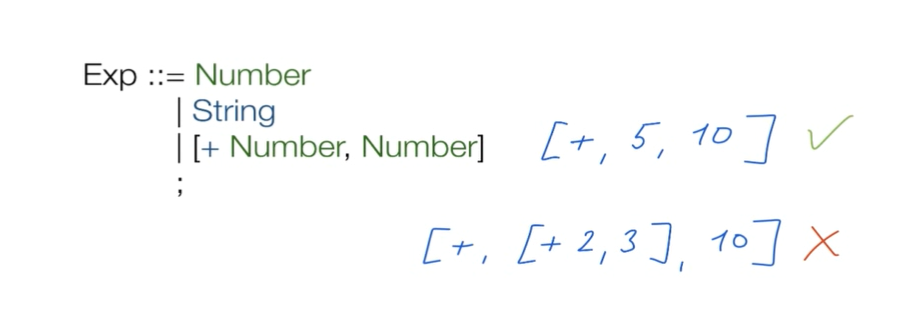 Exp ::= Number
| String
| [+ Number, Number] [+, 5, 10] ✓
;
[+, [+ 2, 3], 10] ✗